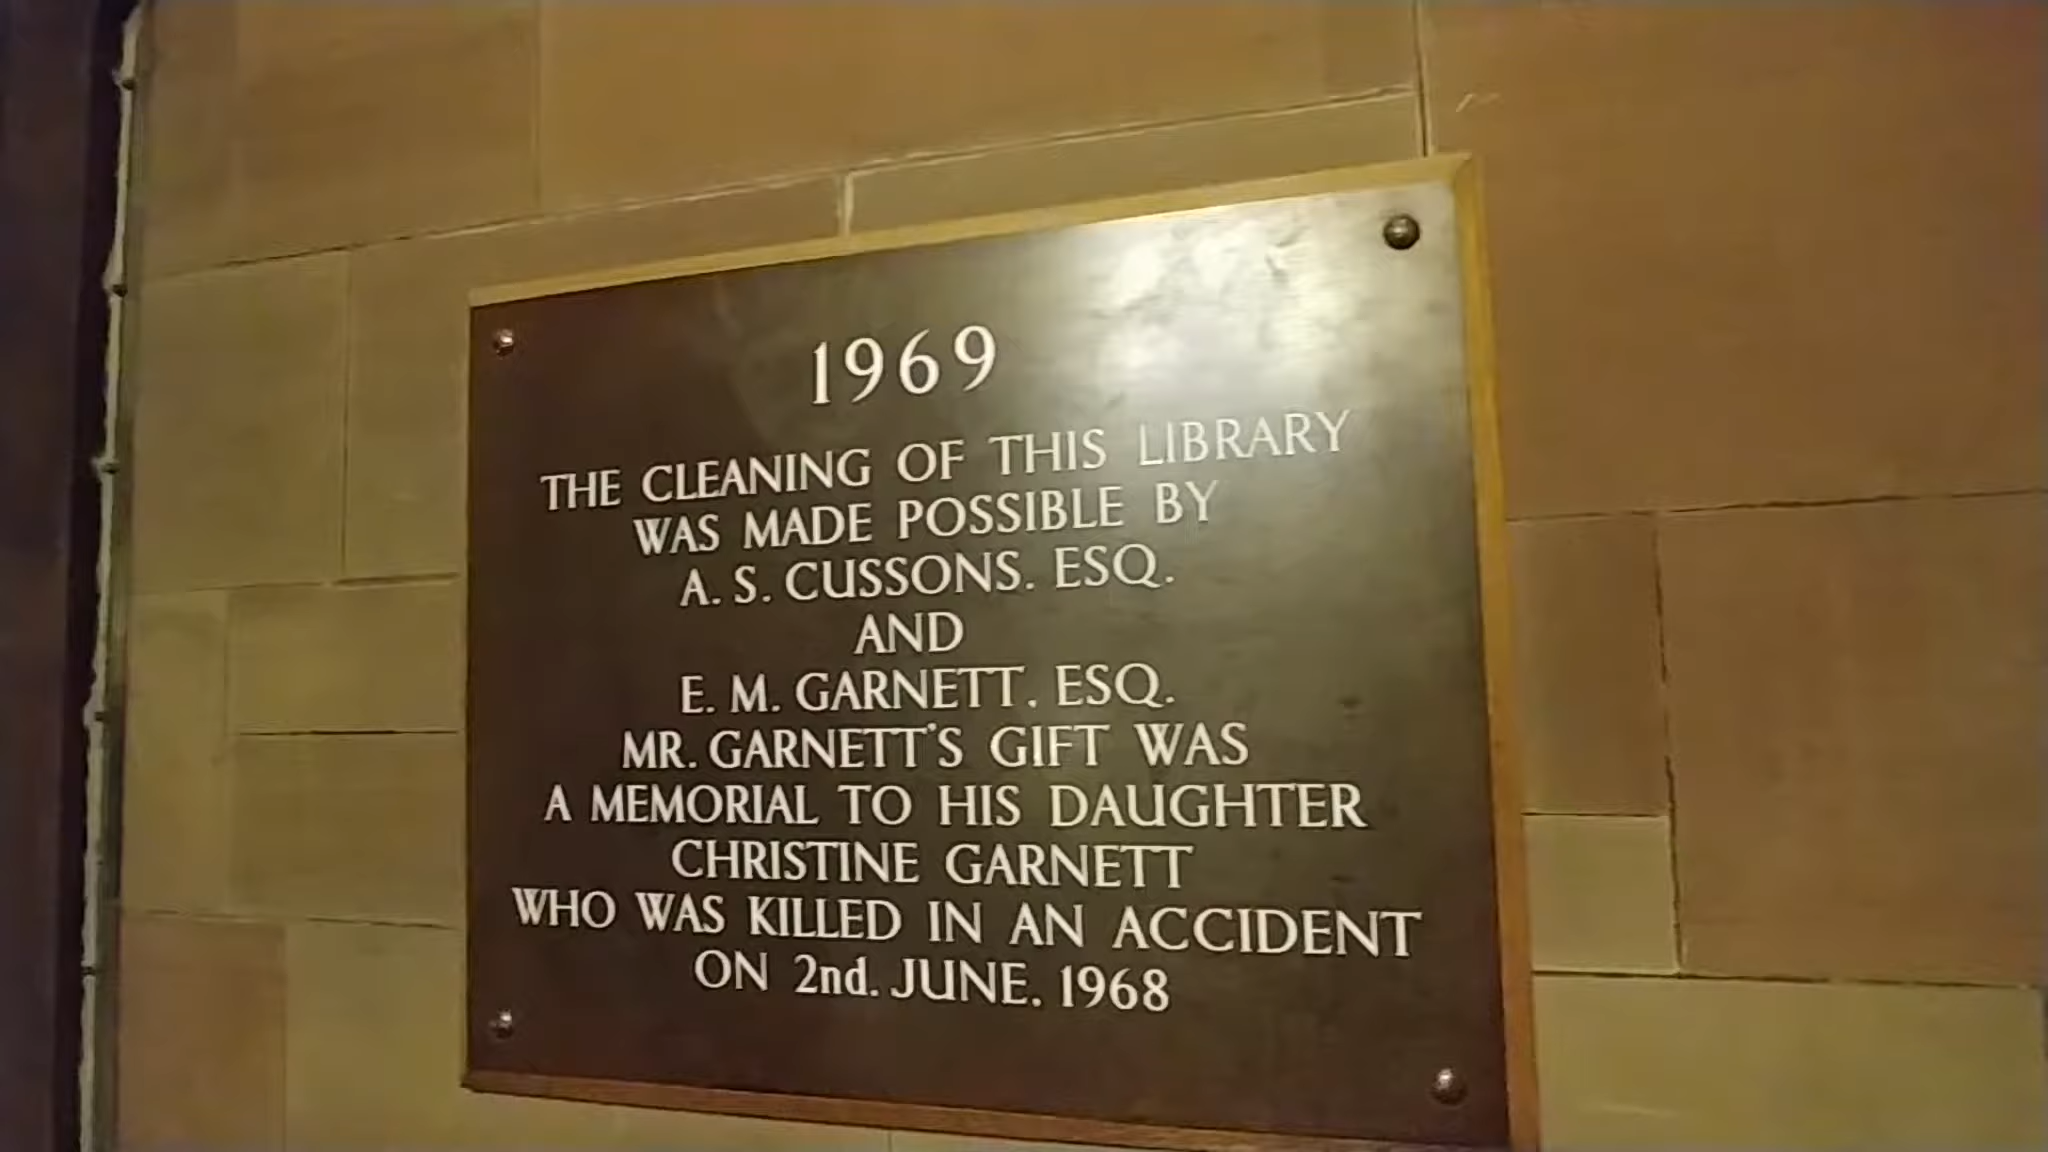 1969
THE CLEANING OF THIS LIBRARY
WAS MADE POSSIBLE BY
A. S. CUSSONS. ESQ.
AND
E. M. GARNETT. ESQ.
MR. GARNETT'S GIFT WAS
A MEMORIAL TO HIS DAUGHTER
CHRISTINE GARNETT
WHO WAS KILLED IN AN ACCIDENT
ON 2nd. JUNE. 1968